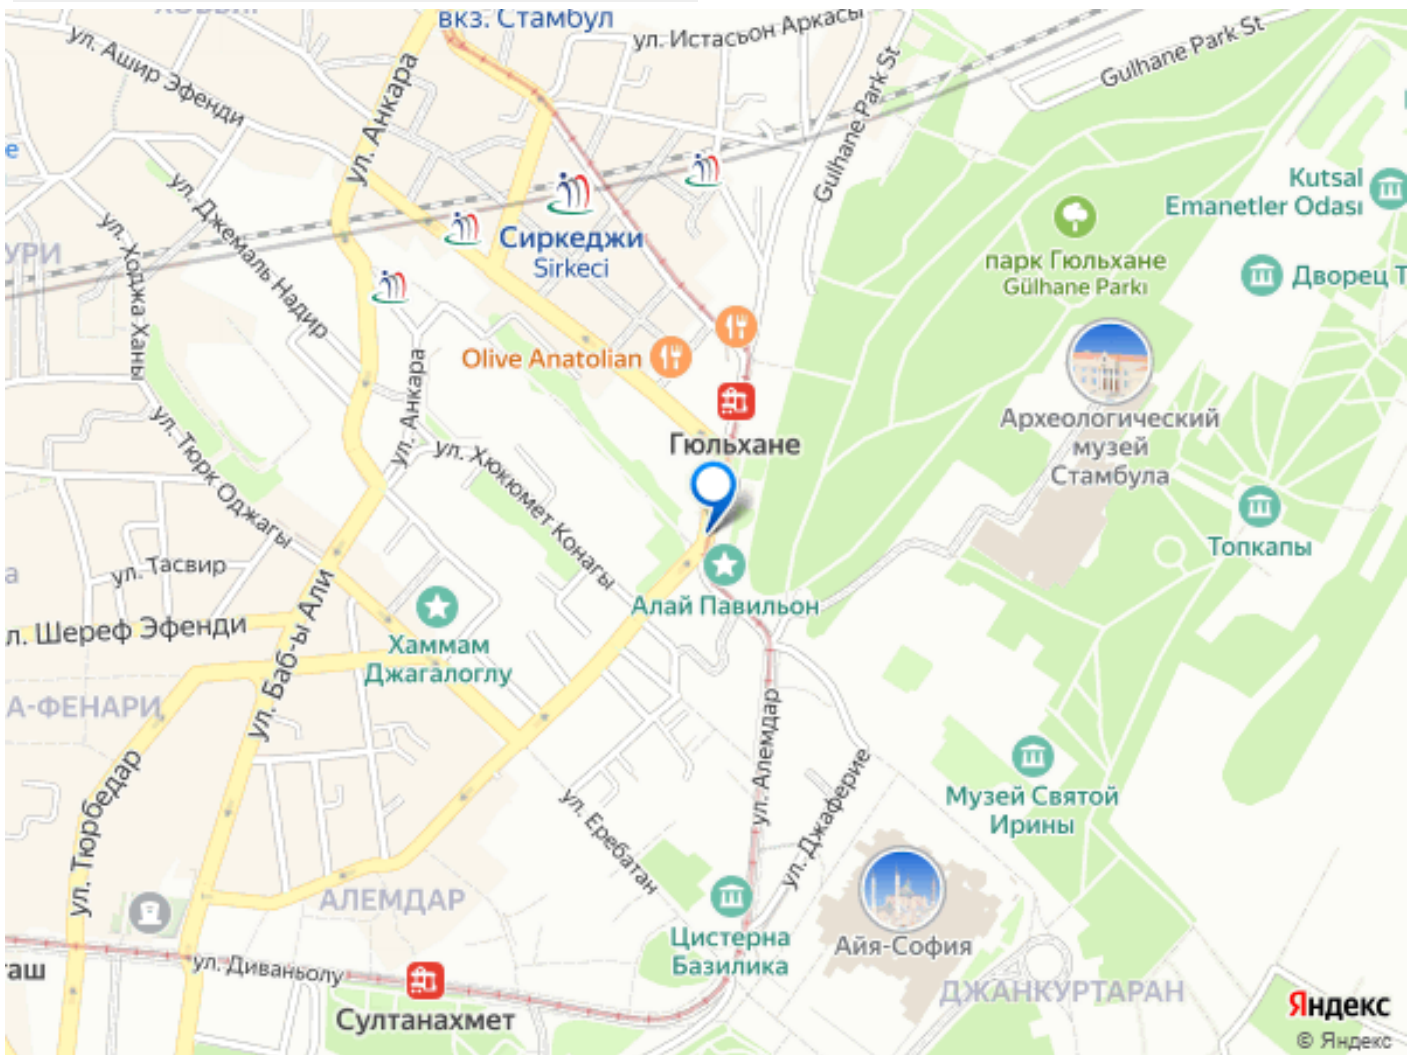 вкз. Стамбул
ул. Истасьон Аркасы
Gulhane Park St
Gulhane Park St
ул. Ашир Эфенди
ул. Анкара
e
Kutsal
Emanetler Odası
ул. Джемаль Надир
УРИ
ул. Ходжа Ханы
Сиркеджи
Sirkeci
парк Гюльхане
Gülhane Parkı
Дворец Т
Olive Anatolian
ул. Анкара
Археологический
музей
Стамбула
Гюльхане
ул. Тюрк Оджагы
ул. Хюкюмет Конагы
Топкапы
а
ул. Тасвир
Алай Павильон
л. Шереф Эфенди
ул. Баб-ы Али
Хаммам
Джагалоглу
А-ФЕНАРИ
ул. Алемдар
ул. Тюрбедар
ул. Джаферие
Музей Святой
Ирины
ул. Еребатан
АЛЕМДАР
Цистерна
Базилика
Айя-София
таш
ул. Диваньолу
ДЖАНКУРТАРАН
Султанахмет
Яндекс
© Яндекс